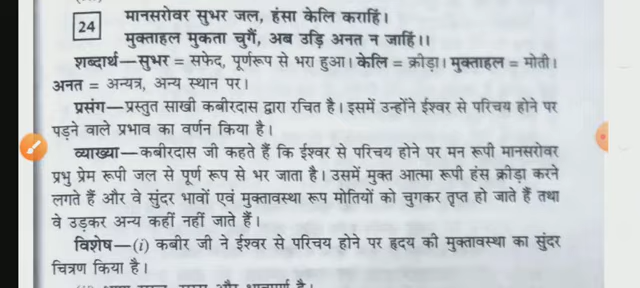 24
मानसरोवर सुभर जल, हंसा केलि कराहिं।
मुक्ताहल मुकता चुगैं, अब उड़ि अनत न जाहिं।।
शब्दार्थ—सुभर = सफेद, पूर्णरूप से भरा हुआ। केलि = क्रीड़ा। मुक्ताहल = मोती।
अनत = अन्यत्र, अन्य स्थान पर।
प्रसंग—प्रस्तुत साखी कबीरदास द्वारा रचित है। इसमें उन्होंने ईश्वर से परिचय होने पर
पड़ने वाले प्रभाव का वर्णन किया है।
व्याख्या—कबीरदास जी कहते हैं कि ईश्वर से परिचय होने पर मन रूपी मानसरोवर
प्रभु प्रेम रूपी जल से पूर्ण रूप से भर जाता है। उसमें मुक्त आत्मा रूपी हंस क्रीड़ा करने
लगते हैं और वे सुंदर भावों एवं मुक्तावस्था रूप मोतियों को चुगकर तृप्त हो जाते हैं तथा
वे उड़कर अन्य कहीं नहीं जाते हैं।
विशेष—(i) कबीर जी ने ईश्वर से परिचय होने पर हृदय की मुक्तावस्था का सुंदर
चित्रण किया है।